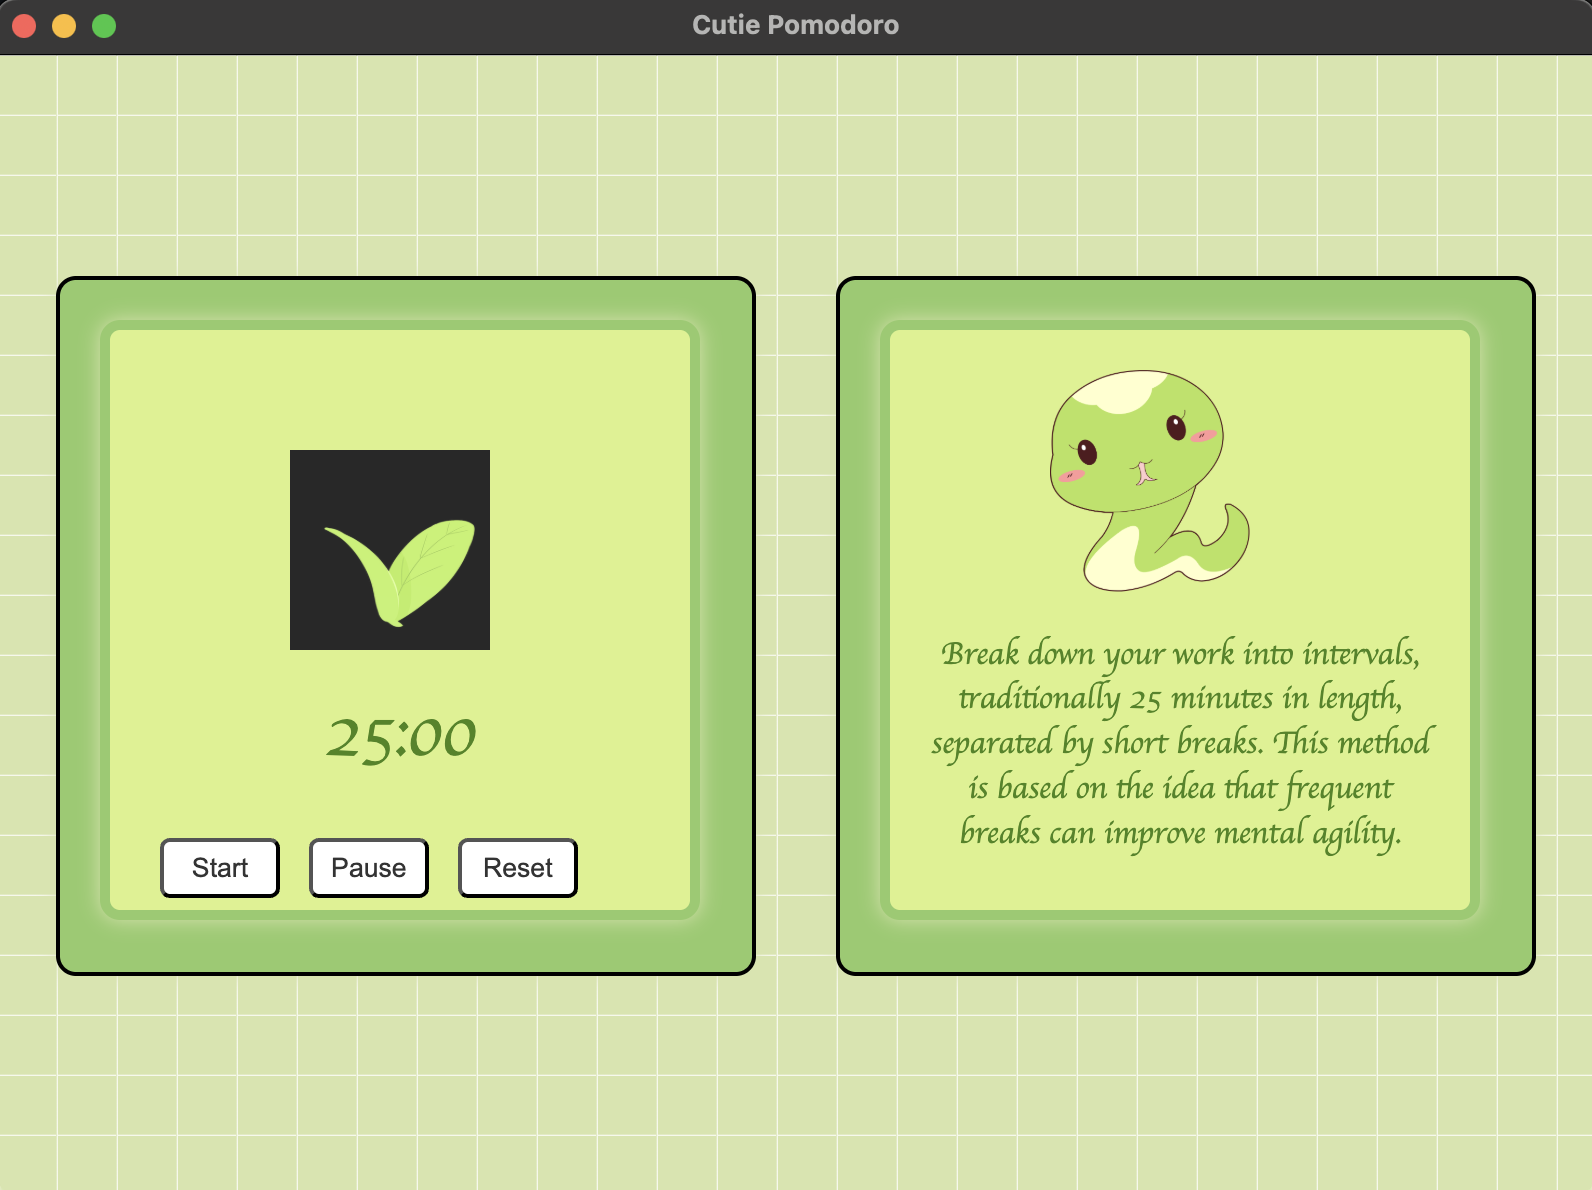 Cutie Pomodoro
25:00
Start
Pause
Reset
Break down your work into intervals,
traditionally 25 minutes in length,
separated by short breaks. This method
is based on the idea that frequent
breaks can improve mental agility.